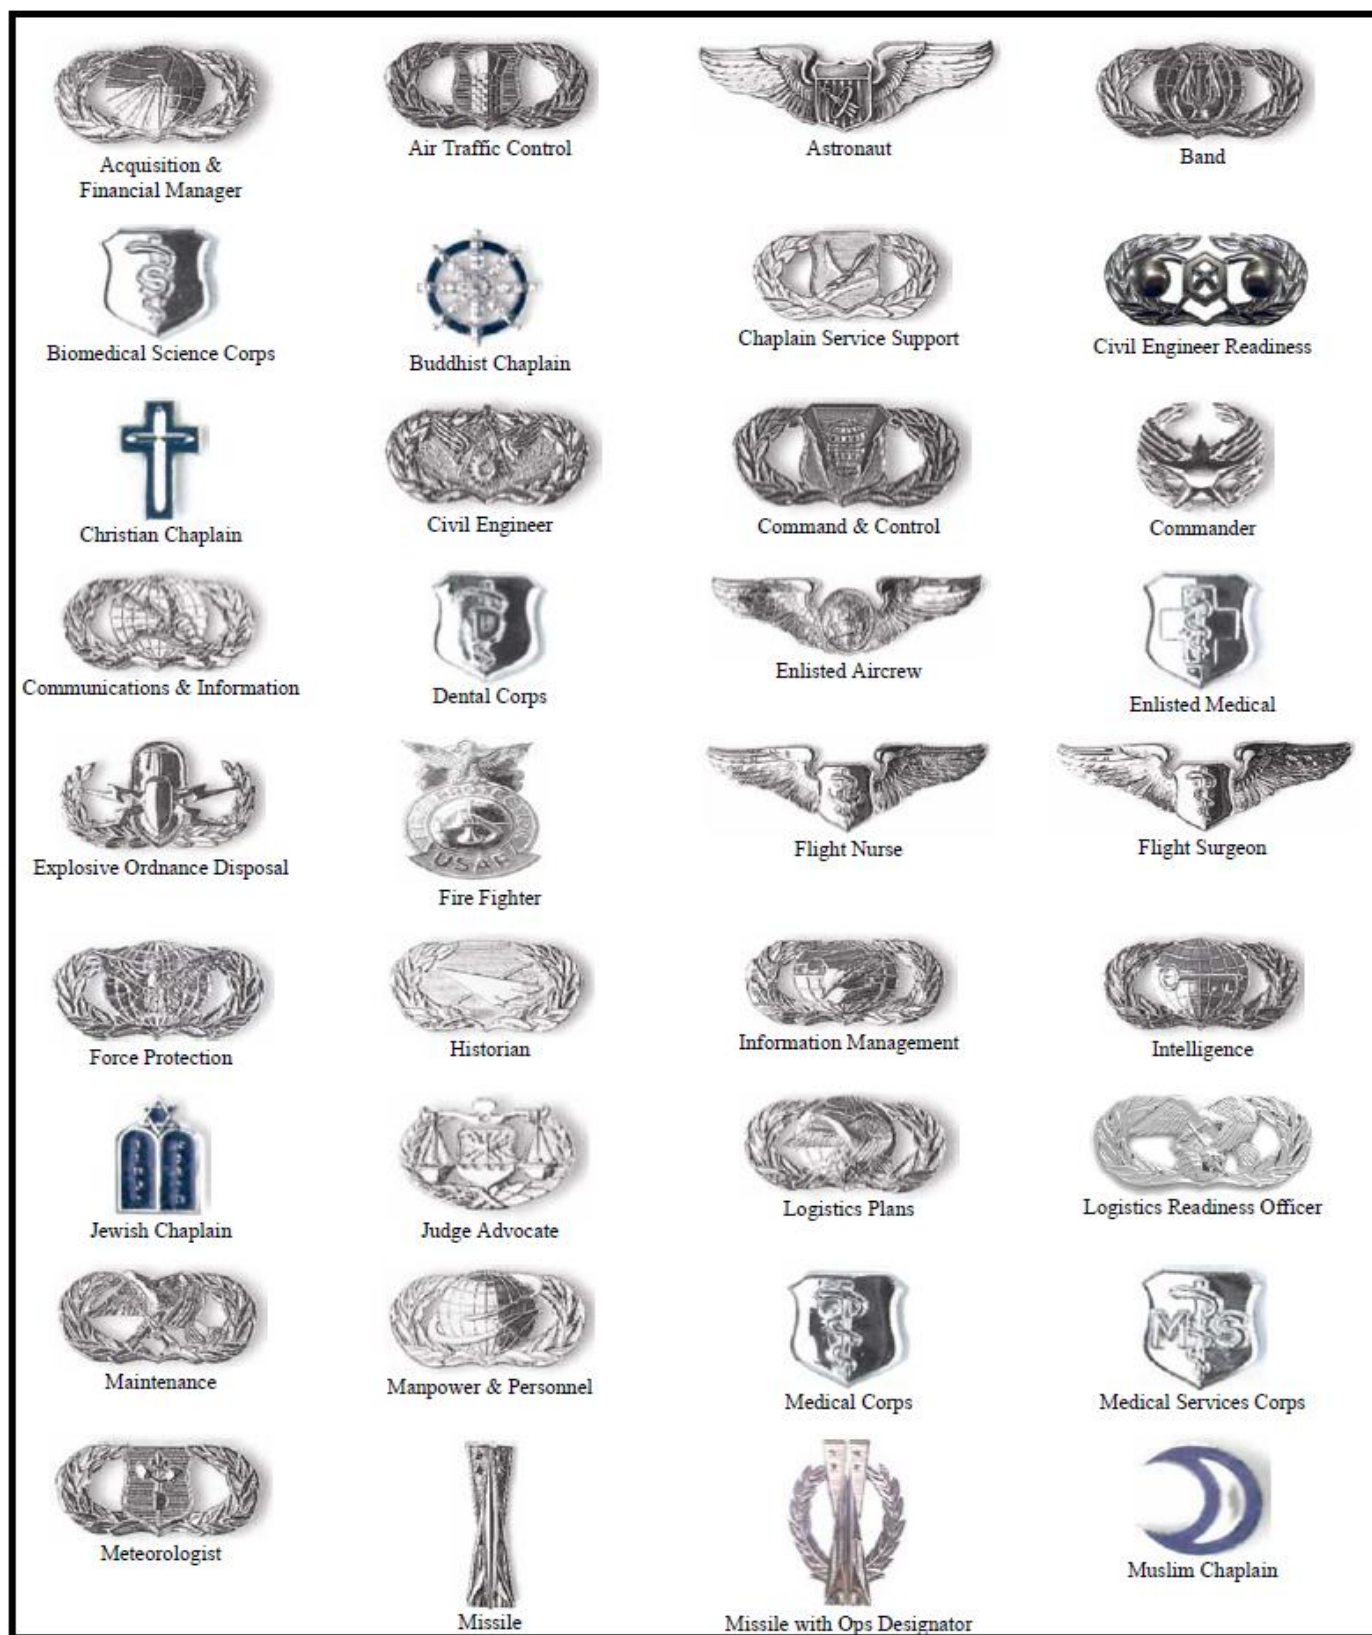 Acquisition &
Financial Manager
Air Traffic Control
Astronaut
Band
Biomedical Science Corps
Buddhist Chaplain
Chaplain Service Support
Civil Engineer Readiness
Christian Chaplain
Civil Engineer
Command & Control
Commander
Communications & Information
Dental Corps
Enlisted Aircrew
Enlisted Medical
Explosive Ordnance Disposal
USAF
Fire Fighter
Flight Nurse
Flight Surgeon
Force Protection
Historian
Information Management
Intelligence
Jewish Chaplain
Judge Advocate
Logistics Plans
Logistics Readiness Officer
Maintenance
Manpower & Personnel
Medical Corps
MS
Medical Services Corps
Meteorologist
Missile
Missile with Ops Designator
Muslim Chaplain